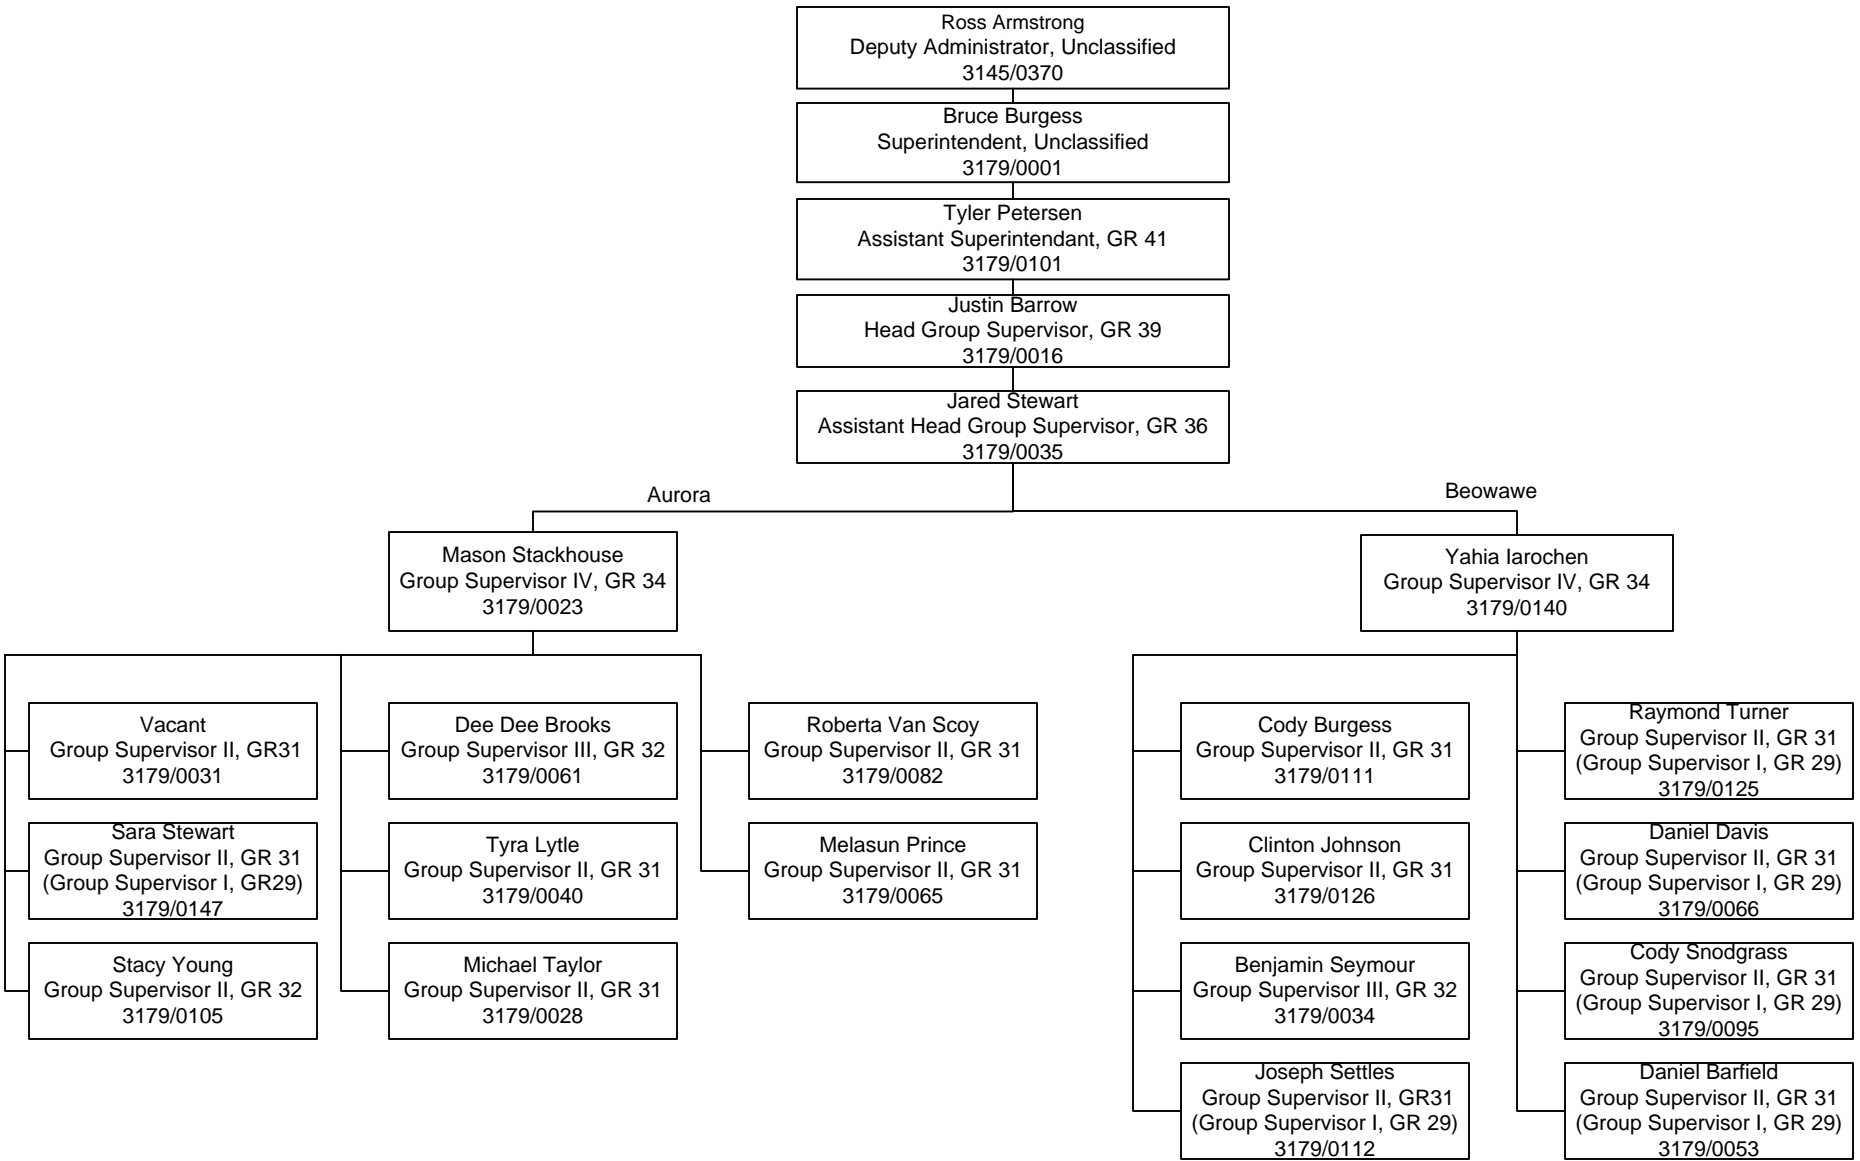 Ross Armstrong
Deputy Administrator, Unclassified
3145/0370
Bruce Burgess
Superintendent, Unclassified
3179/0001
Tyler Petersen
Assistant Superintendant, GR 41
3179/0101
Justin Barrow
Head Group Supervisor, GR 39
3179/0016
Jared Stewart
Assistant Head Group Supervisor, GR 36
3179/0035
Aurora
Beowawe
Mason Stackhouse
Group Supervisor IV, GR 34
3179/0023
Yahia Iarochen
Group Supervisor IV, GR 34
3179/0140
Vacant
Group Supervisor II, GR31
3179/0031
Sara Stewart
Group Supervisor II, GR 31
(Group Supervisor I, GR29)
3179/0147
Stacy Young
Group Supervisor II, GR 32
3179/0105
Dee Dee Brooks
Group Supervisor III, GR 32
3179/0061
Tyra Lytle
Group Supervisor II, GR 31
3179/0040
Michael Taylor
Group Supervisor II, GR 31
3179/0028
Roberta Van Scoy
Group Supervisor II, GR 31
3179/0082
Melasun Prince
Group Supervisor II, GR 31
3179/0065
Cody Burgess
Group Supervisor II, GR 31
3179/0111
Clinton Johnson
Group Supervisor II, GR 31
3179/0126
Benjamin Seymour
Group Supervisor III, GR 32
3179/0034
Joseph Settles
Group Supervisor II, GR31
(Group Supervisor I, GR 29)
3179/0112
Raymond Turner
Group Supervisor II, GR 31
(Group Supervisor I, GR 29)
3179/0125
Daniel Davis
Group Supervisor II, GR 31
(Group Supervisor I, GR 29)
3179/0066
Cody Snodgrass
Group Supervisor II, GR 31
(Group Supervisor I, GR 29)
3179/0095
Daniel Barfield
Group Supervisor II, GR 31
(Group Supervisor I, GR 29)
3179/0053